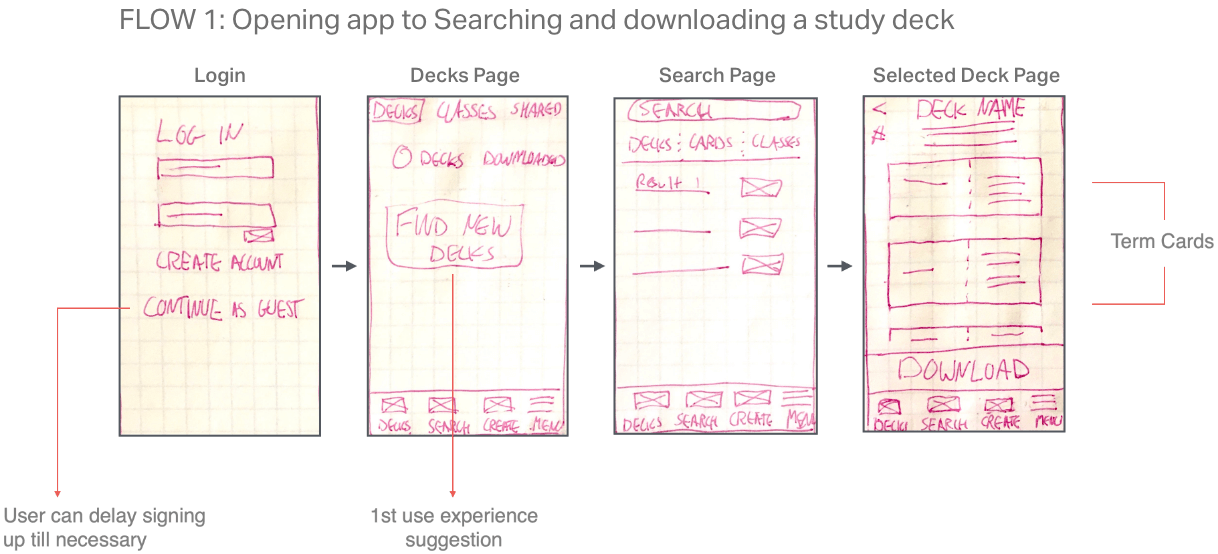 FLOW 1: Opening app to Searching and downloading a study deck
Login
Decks Page
Search Page
Selected Deck Page
LOG IN
CREATE ACCOUNT
CONTINUE AS GUEST
DECKS CLASSES SHARED
0 DECKS DOWNLOADED
FIND NEW
DECKS
DECKS SEARCH CREATE MENU
SEARCH
DECKS : CARDS : CLASSES
Result 1
DECKS SEARCH CREATE MENU
< DECK NAME
#
DOWNLOAD
DECKS SEARCH CREATE MENU
Term Cards
User can delay signing
up till necessary
1st use experience
suggestion